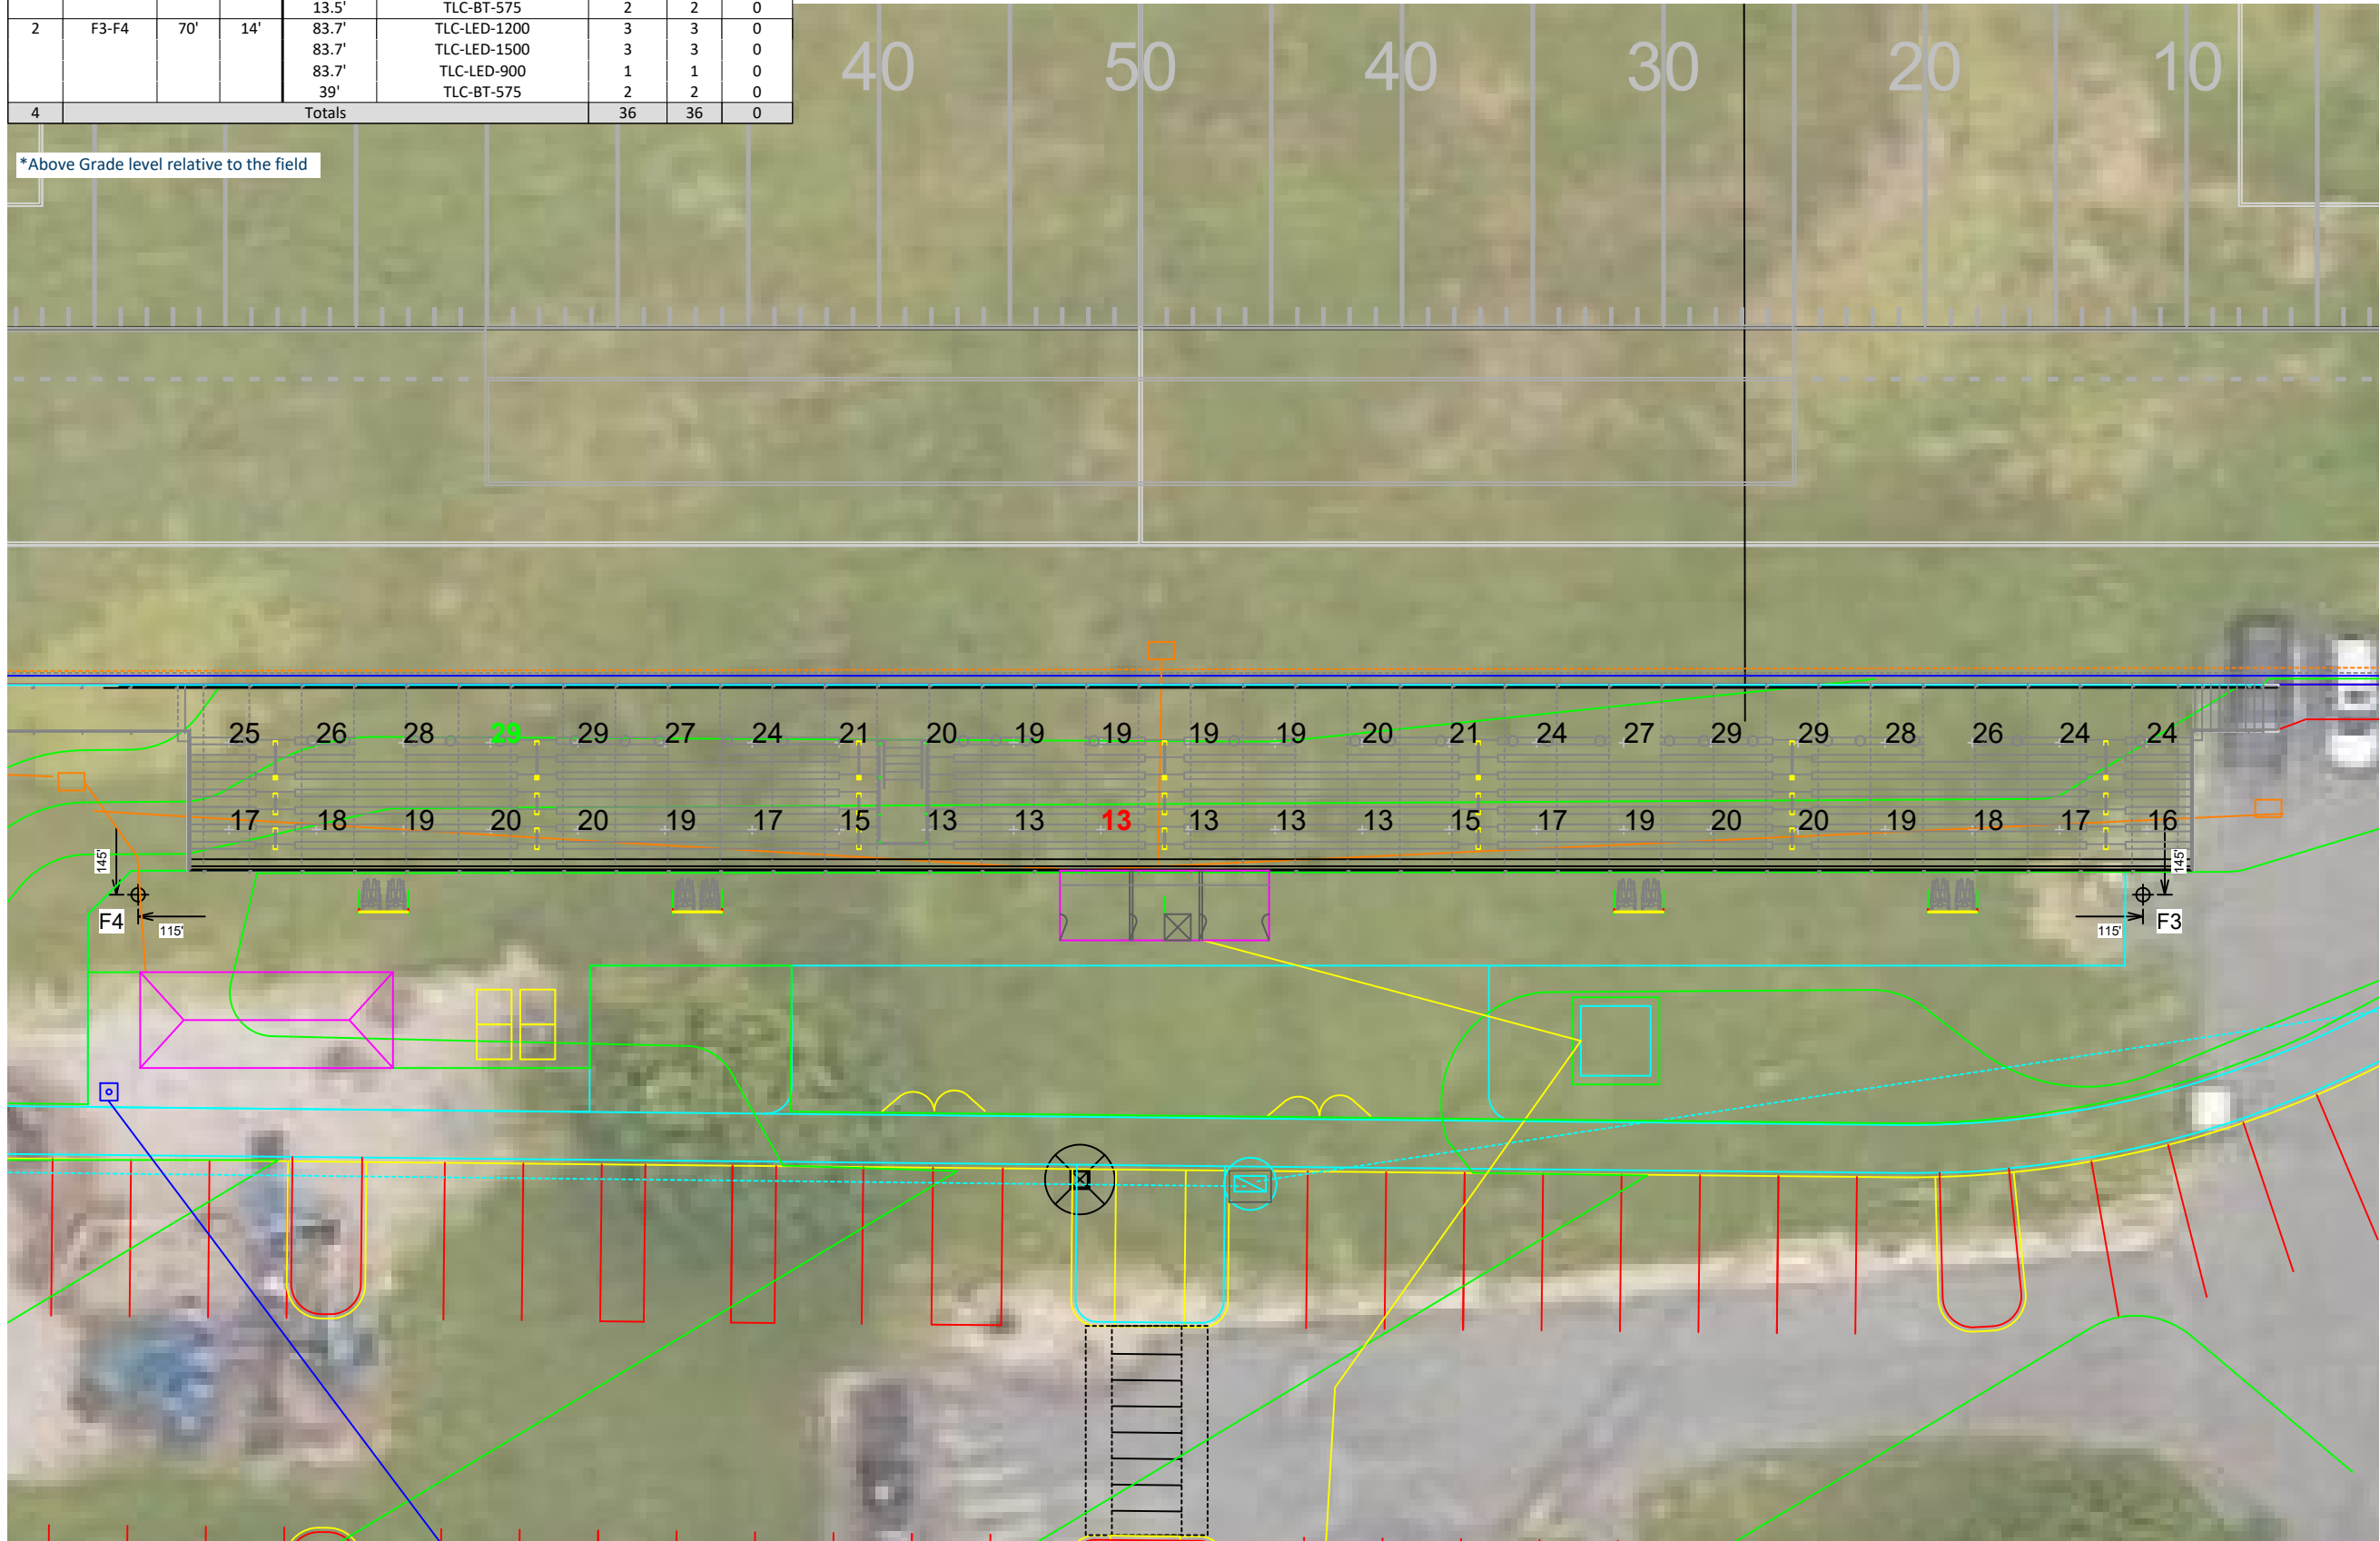 13.5' TLC-BT-575 2 2 0
2 F3-F4 70' 14' 83.7' TLC-LED-1200 3 3 0
83.7' TLC-LED-1500 3 3 0
83.7' TLC-LED-900 1 1 0
39' TLC-BT-575 2 2 0
4 Totals 36 36 0
*Above Grade level relative to the field
40 50 40 30 20 10
25 26 28 29 29 27 24 21 20 19 19 19 19 20 21 24 27 29 29 28 26 24 24
17 18 19 20 20 19 17 15 13 13 13 13 13 13 15 17 19 20 20 19 18 17 16
145' 145'
F4 115' 115' F3